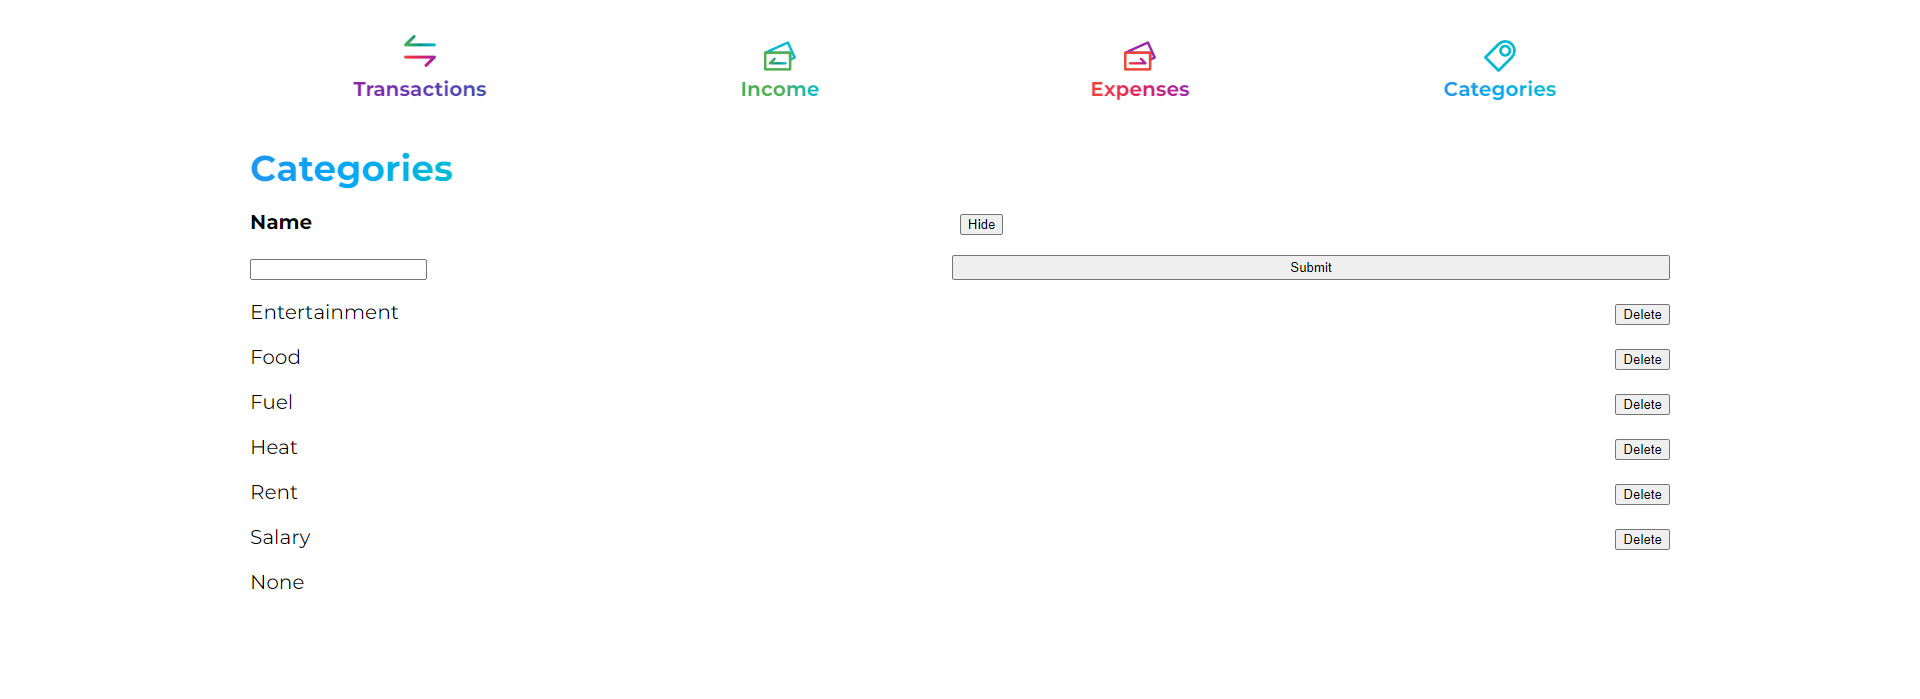 Transactions Income Expenses Categories
Categories
Name Hide
Submit
Entertainment Delete
Food Delete
Fuel Delete
Heat Delete
Rent Delete
Salary Delete
None